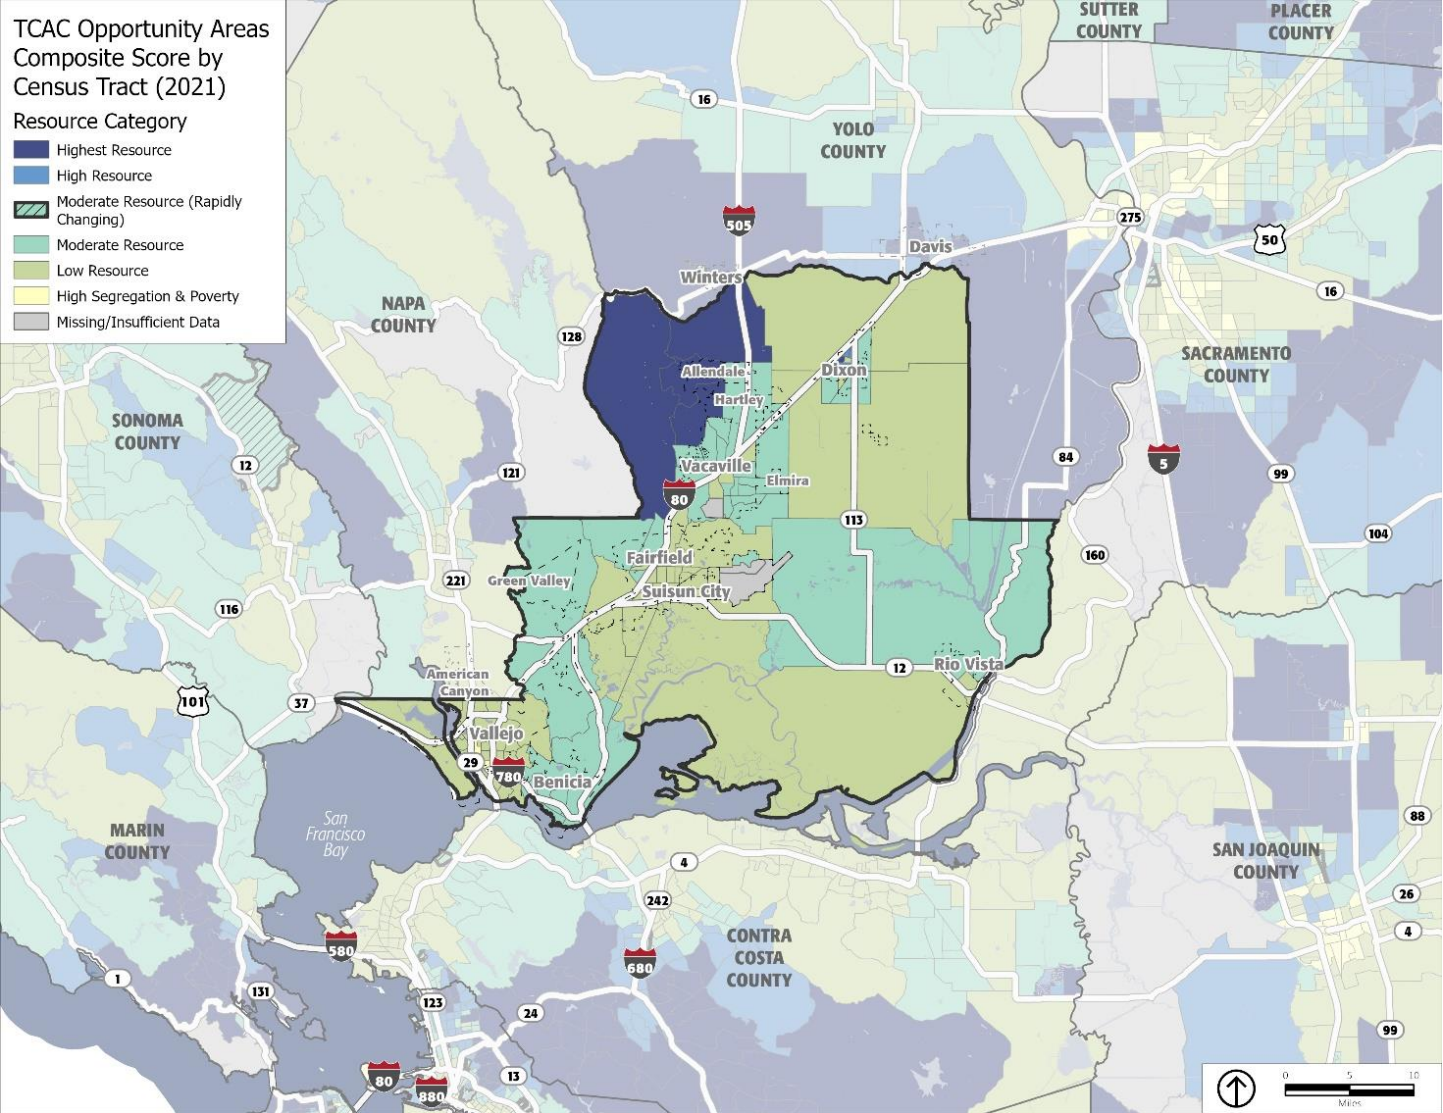 TCAC Opportunity Areas
Composite Score by
Census Tract (2021)
Resource Category
Highest Resource
High Resource
Moderate Resource (Rapidly
Changing)
Moderate Resource
Low Resource
High Segregation & Poverty
Missing/Insufficient Data
SUTTER
COUNTY
PLACER
COUNTY
16
YOLO
COUNTY
505
275
50
Davis
Winters
16
NAPA
COUNTY
128
SACRAMENTO
COUNTY
Allendale
Dixon
Hartley
SONOMA
COUNTY
12
121
Vacaville
Elmira
80
84
5
99
113
104
160
Fairfield
Green Valley
221
Suisun City
116
12
Rio Vista
American
Canyon
101
37
Vallejo
29
780
Benicia
San
Francisco
Bay
MARIN
COUNTY
88
SAN JOAQUIN
COUNTY
4
242
26
4
CONTRA
COSTA
COUNTY
580
680
1
131
123
24
99
13
80
880
0 5 10
Miles